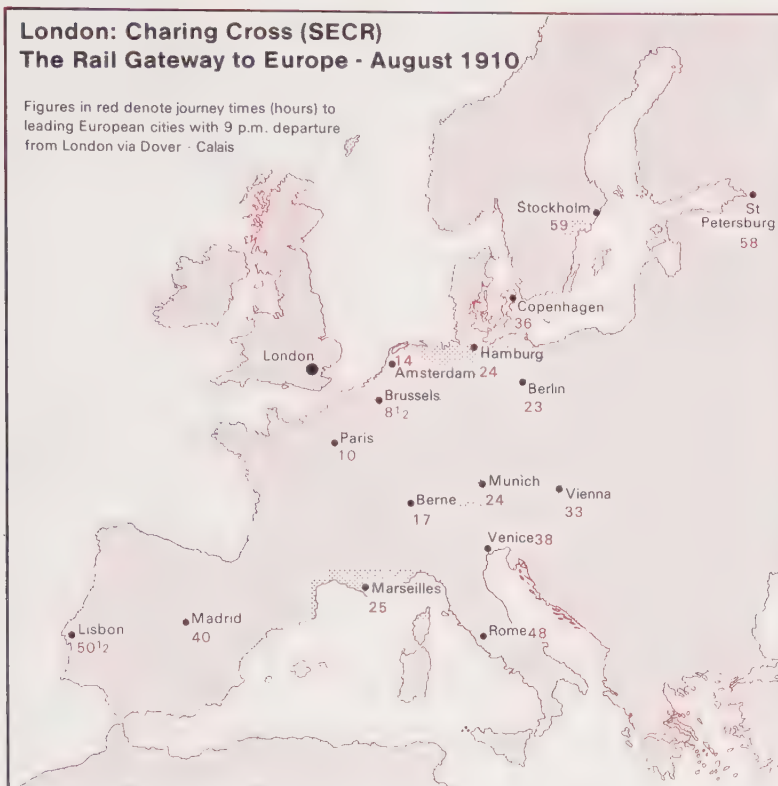 London: Charing Cross (SECR)
The Rail Gateway to Europe - August 1910
Figures in red denote journey times (hours) to
leading European cities with 9 p.m. departure
from London via Dover - Calais
Stockholm
59
St
Petersburg
58
Copenhagen
36
London
14
Amsterdam
Hamburg
24
Berlin
23
Brussels
8½
Paris
10
Munich
24
Vienna
33
Berne
17
Venice 38
Marseilles
25
Madrid
40
Lisbon
50½
Rome 48